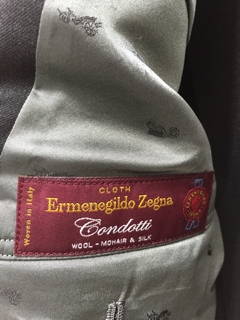 CLOTH
Ermenegildo Zegna
Condotti
WOOL - MOHAIR & SILK
Woven in Italy